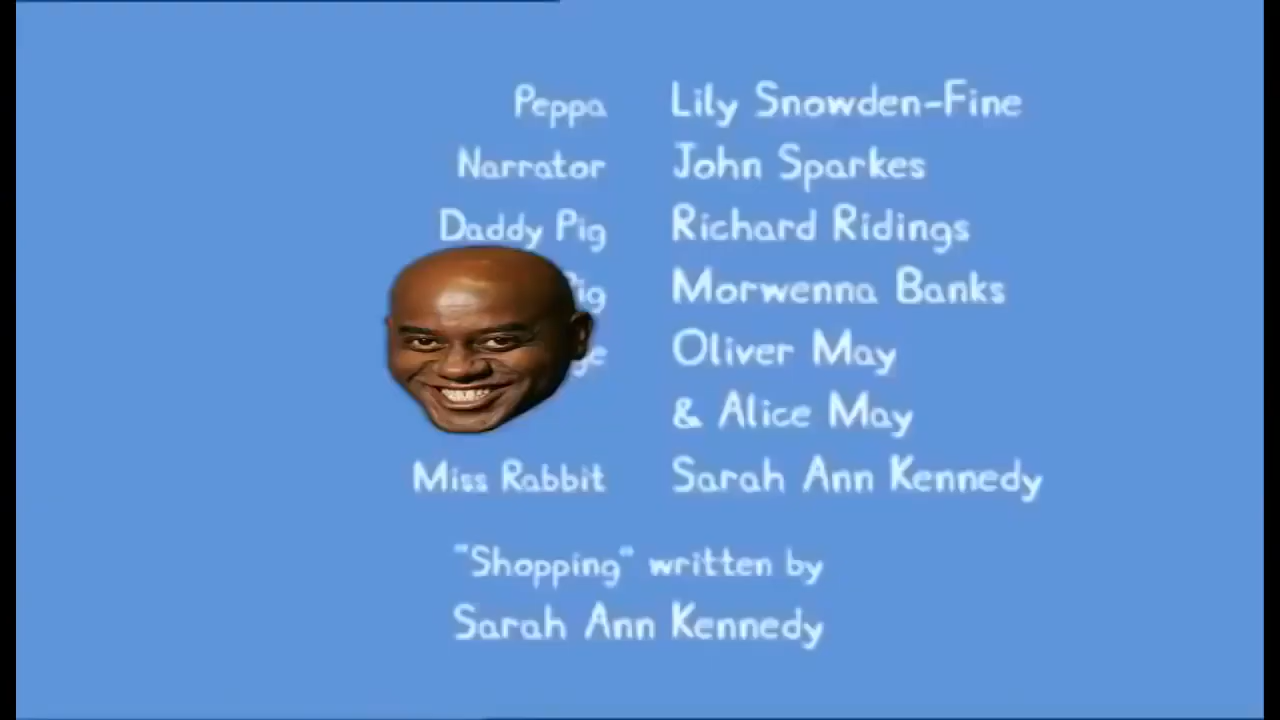 Peppa Lily Snowden-Fine
Narrator John Sparkes
Daddy Pig Richard Ridings
Morwenna Banks
Oliver May
& Alice May
Miss Rabbit Sarah Ann Kennedy
"Shopping" written by
Sarah Ann Kennedy